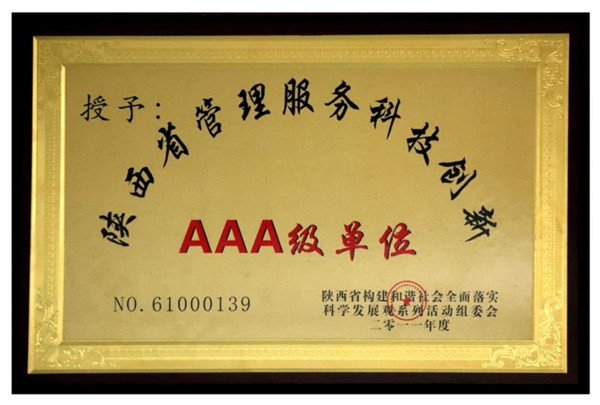 授予：
陕西省管理服务科技创新
AAA级单位
NO.61000139
陕西省构建和谐社会全面落实
科学发展观系列活动组委会
二零一一年度